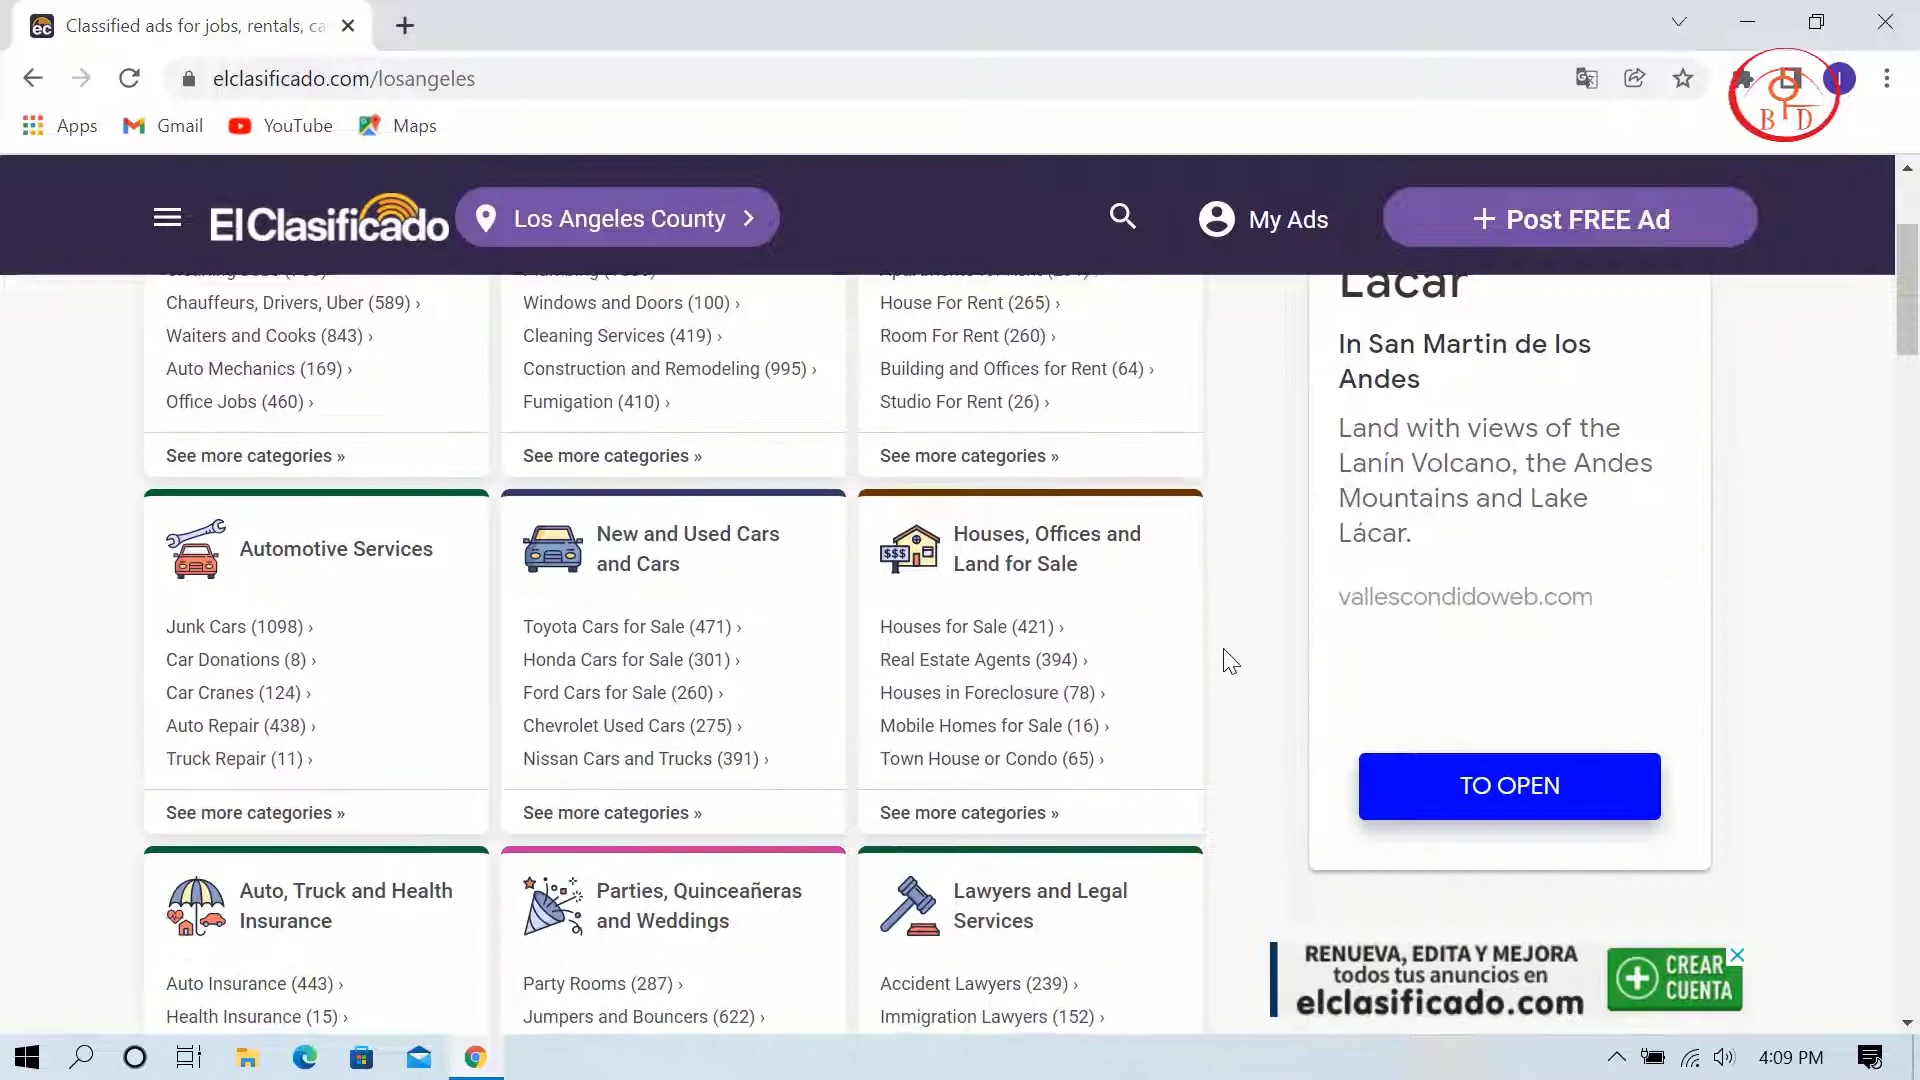 Classified ads for jobs, rentals, ca
elclasificado.com/losangeles
Apps
Gmail
YouTube
Maps
B D
El Clasificado
Los Angeles County
My Ads
+ Post FREE Ad
Chauffeurs, Drivers, Uber (589) ›
Waiters and Cooks (843) ›
Auto Mechanics (169) ›
Office Jobs (460) ›
See more categories »
Windows and Doors (100) ›
Cleaning Services (419) ›
Construction and Remodeling (995) ›
Fumigation (410) ›
See more categories »
House For Rent (265) ›
Room For Rent (260) ›
Building and Offices for Rent (64) ›
Studio For Rent (26) ›
See more categories »
Automotive Services
Junk Cars (1098) ›
Car Donations (8) ›
Car Cranes (124) ›
Auto Repair (438) ›
Truck Repair (11) ›
See more categories »
New and Used Cars
and Cars
Toyota Cars for Sale (471) ›
Honda Cars for Sale (301) ›
Ford Cars for Sale (260) ›
Chevrolet Used Cars (275) ›
Nissan Cars and Trucks (391) ›
See more categories »
$$$
Houses, Offices and
Land for Sale
Houses for Sale (421) ›
Real Estate Agents (394) ›
Houses in Foreclosure (78) ›
Mobile Homes for Sale (16) ›
Town House or Condo (65) ›
See more categories »
Auto, Truck and Health
Insurance
Auto Insurance (443) ›
Health Insurance (15) ›
Parties, Quinceañeras
and Weddings
Party Rooms (287) ›
Jumpers and Bouncers (622) ›
Lawyers and Legal
Services
Accident Lawyers (239) ›
Immigration Lawyers (152) ›
Lácar
In San Martin de los
Andes
Land with views of the
Lanín Volcano, the Andes
Mountains and Lake
Lácar.
vallescondidoweb.com
TO OPEN
RENUEVA, EDITA Y MEJORA
todos tus anuncios en
elclasificado.com
CREAR
CUENTA
4:09 PM